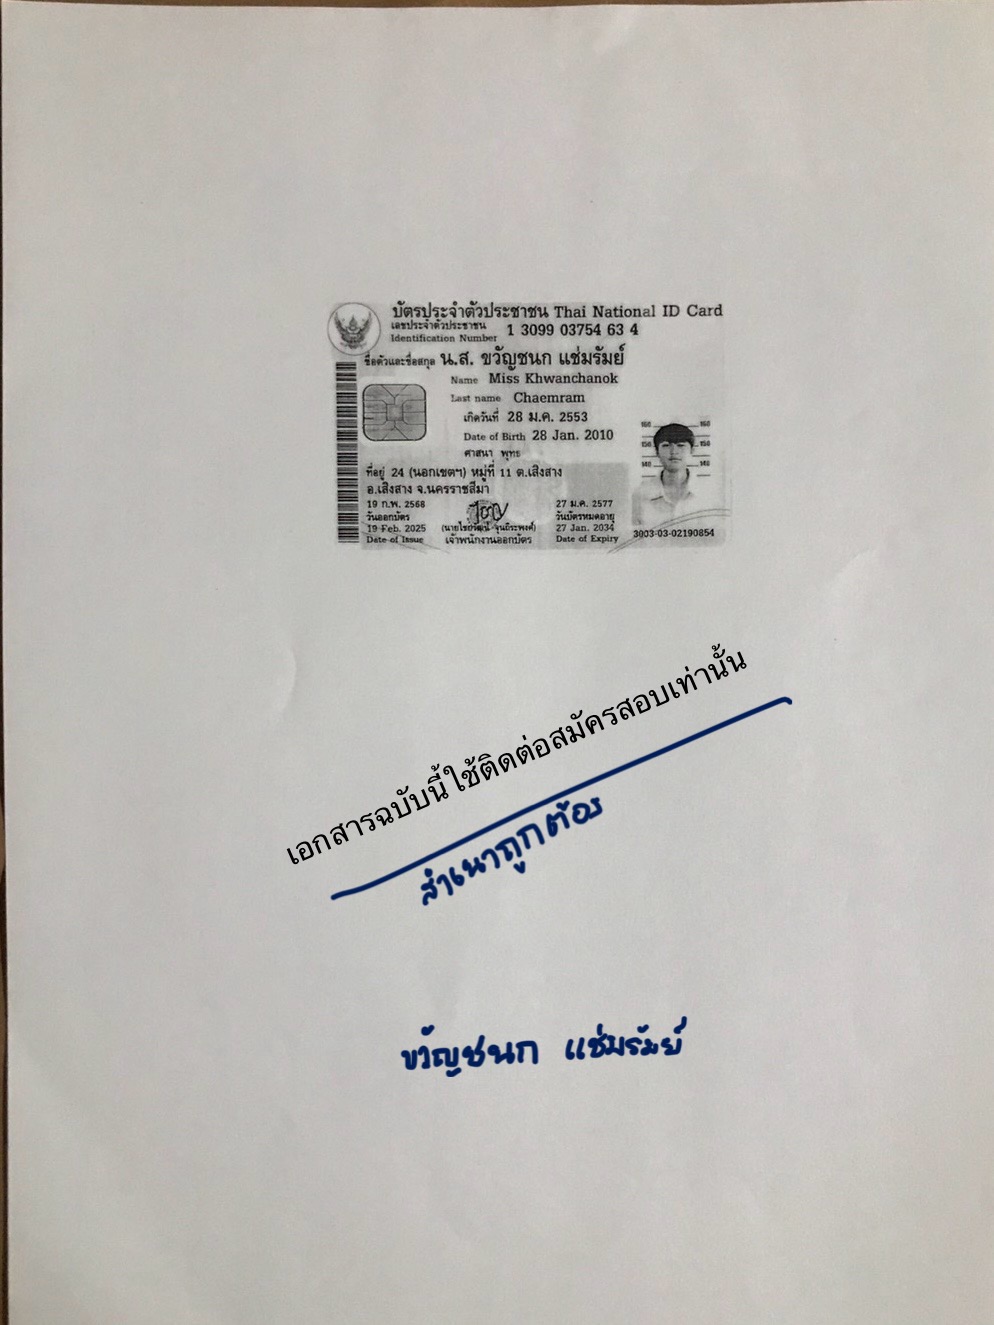 บัตรประจำตัวประชาชน Thai National ID Card
เลขประจำตัวประชาชน
Identification Number
1 3099 03754 63 4
ชื่อตัวและชื่อสกุล น.ส. ขวัญชนก แช่มรัมย์
Name Miss Khwanchanok
Last name Chaemram
เกิดวันที่ 28 ม.ค. 2553
Date of Birth 28 Jan. 2010
ศาสนา พุทธ
ที่อยู่ 24 (นอกเขตฯ) หมู่ที่ 11 ต.เสิงสาง
อ.เสิงสาง จ.นครราชสีมา
19 ก.พ. 2568
วันออกบัตร
19 Feb. 2025
Date of Issue
เจ้าพนักงานออกบัตร
27 ม.ค. 2577
วันบัตรหมดอายุ
27 Jan. 2034
Date of Expiry
160 160
150 150
140 140
3003-03-02190854
เอกสารฉบับนี้ใช้ติดต่อสมัครสอบเท่านั้น
สำเนาถูกต้อง
ขวัญชนก แช่มรัมย์